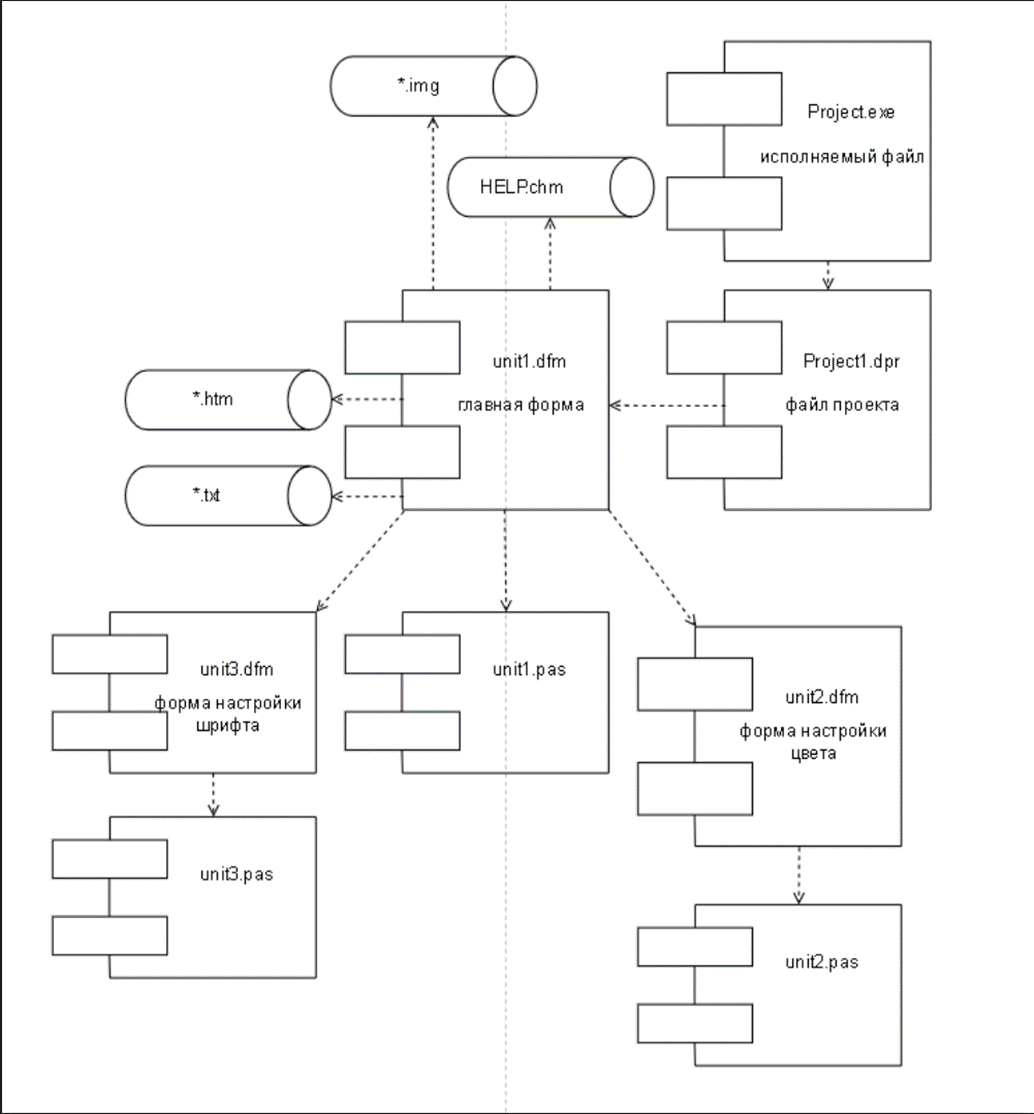 *.img
Project.exe
исполняемый файл
HELP.chm
unit1.dfm
главная форма
Project1.dpr
файл проекта
*.htm
*.txt
unit3.dfm
форма настройки
шрифта
unit1.pas
unit2.dfm
форма настройки
цвета
unit3.pas
unit2.pas